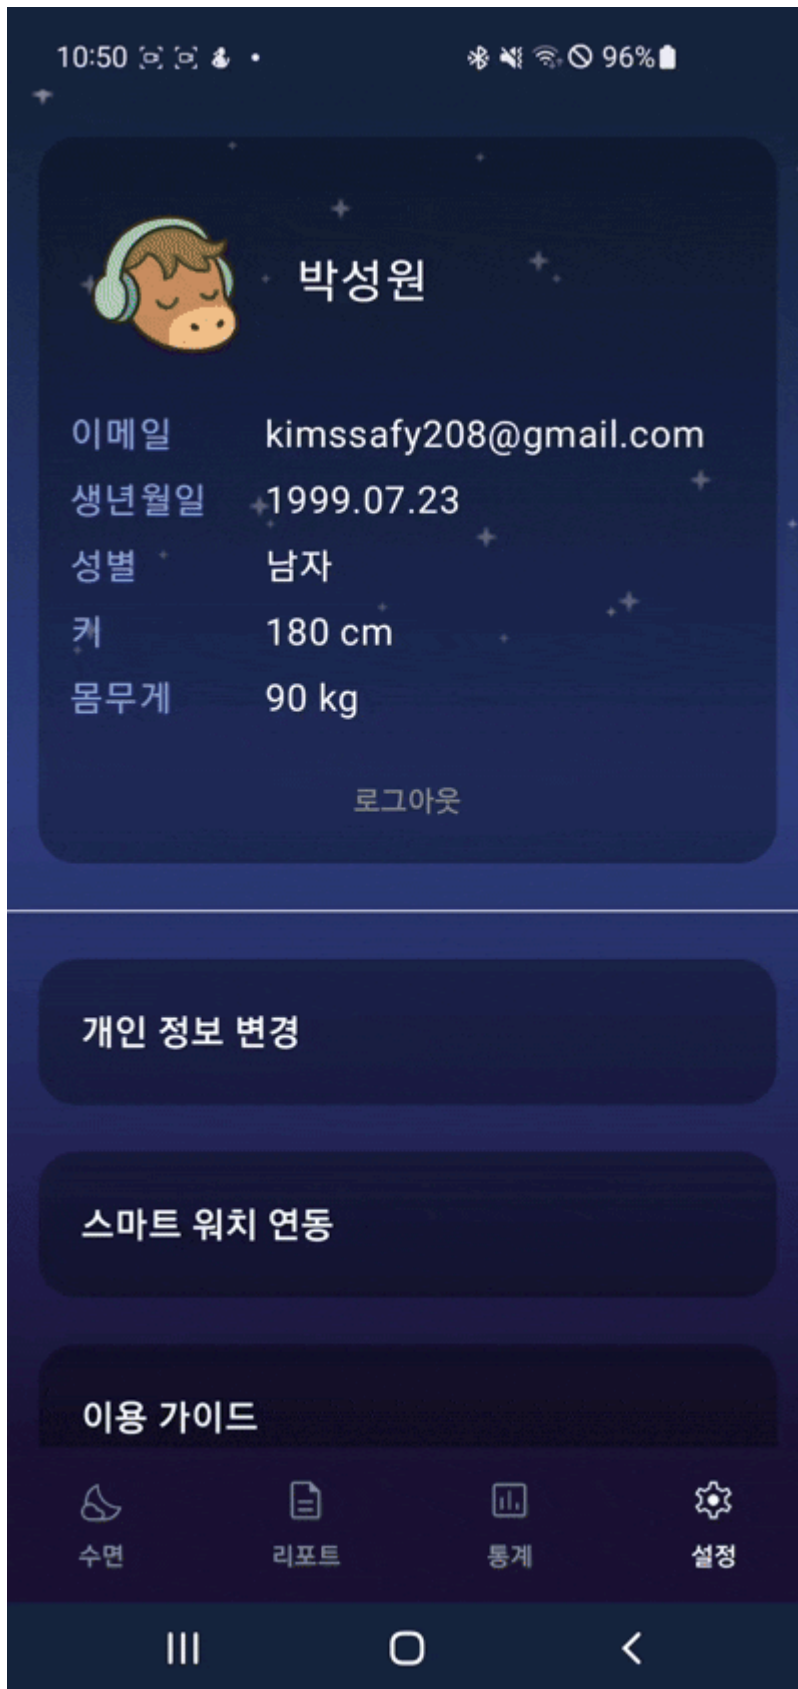 10:50 96%
박성원
이메일 kimssafy208@gmail.com
생년월일 1999.07.23
성별 남자
키 180 cm
몸무게 90 kg
로그아웃
개인 정보 변경
스마트 워치 연동
이용 가이드
수면 리포트 통계 설정